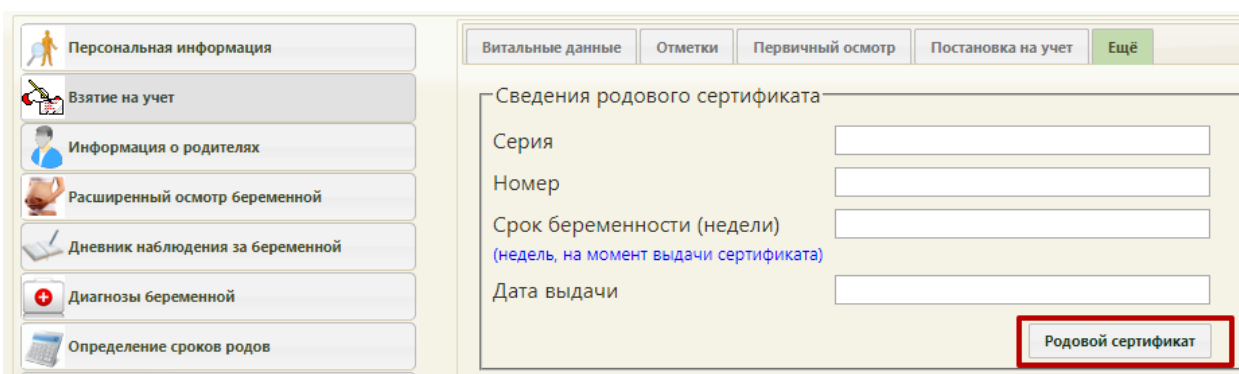 Персональная информация
Взятие на учет
Информация о родителях
Расширенный осмотр беременной
Дневник наблюдения за беременной
Диагнозы беременной
Определение сроков родов
Витальные данные
Отметки
Первичный осмотр
Постановка на учет
Ещё
Сведения родового сертификата
Серия
Номер
Срок беременности (недели)
(недель, на момент выдачи сертификата)
Дата выдачи
Родовой сертификат